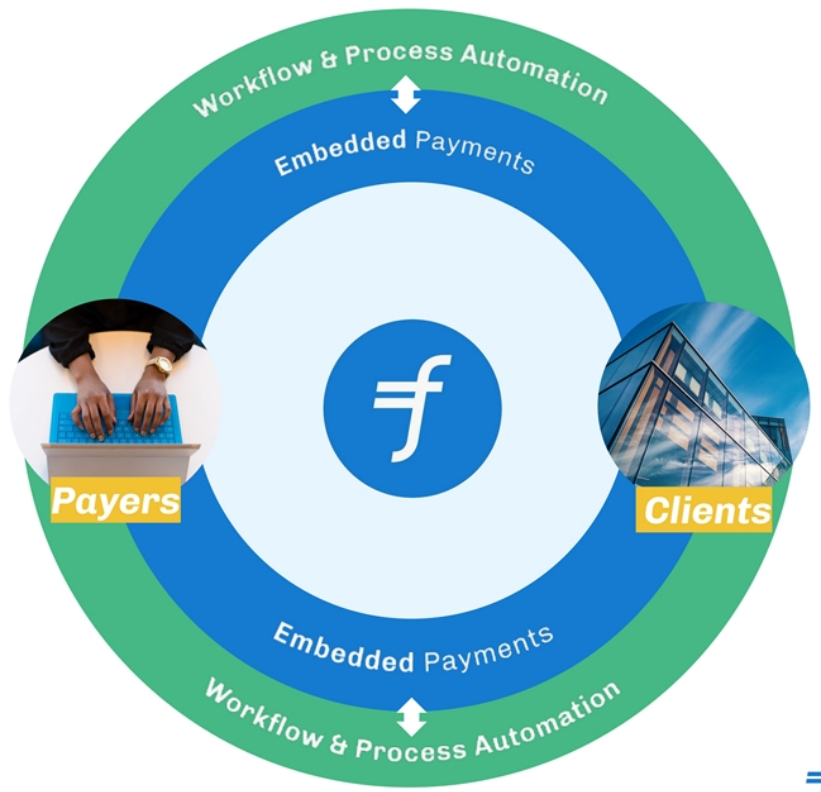 Workflow & Process Automation
Embedded Payments
Payers
Clients
Embedded Payments
Workflow & Process Automation